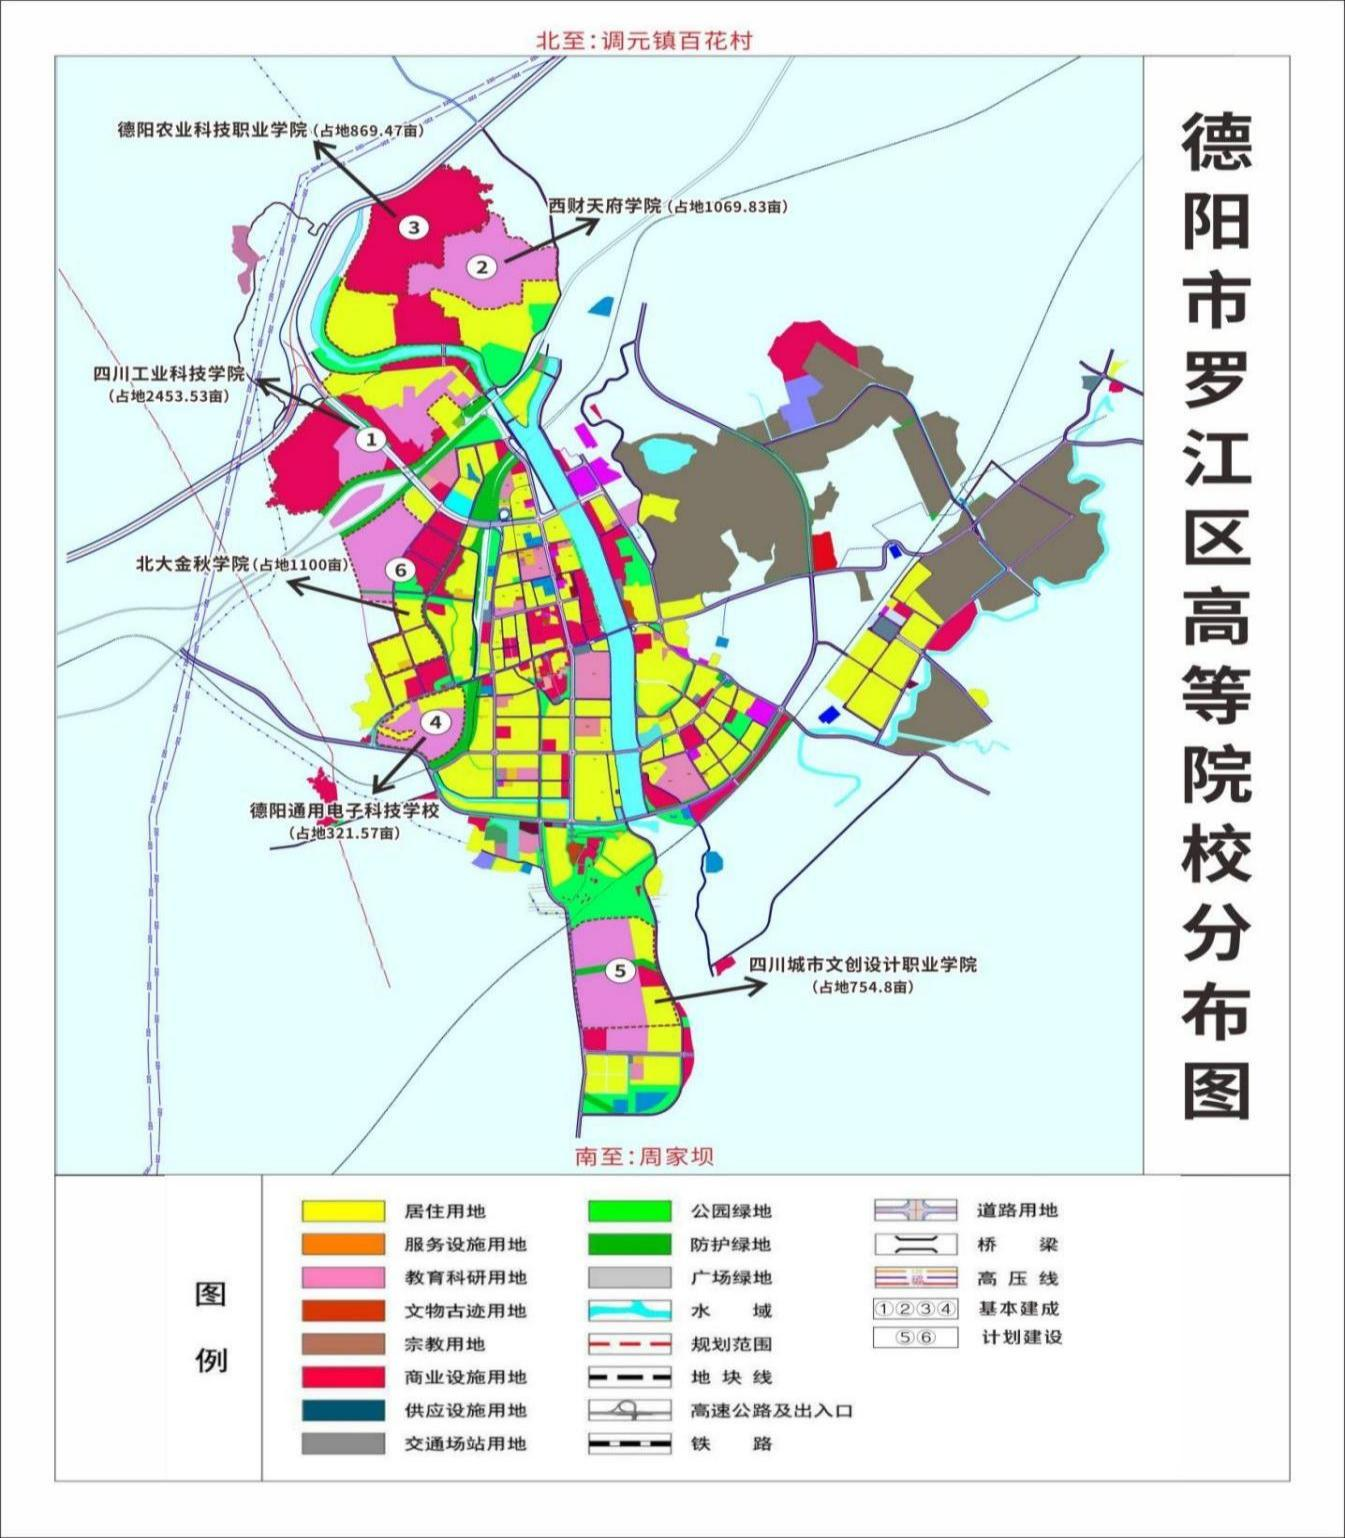 北至：调元镇百花村
德阳市罗江区高等院校分布图
德阳农业科技职业学院（占地869.47亩）
西财天府学院（占地1069.83亩）
3
2
四川工业科技学院
（占地2453.53亩）
1
北大金秋学院（占地1100亩）
6
4
德阳通用电子科技学校
（占地321.57亩）
四川城市文创设计职业学院
（占地754.8亩）
5
南至：周家坝
图例
居住用地
服务设施用地
教育科研用地
文物古迹用地
宗教用地
商业设施用地
供应设施用地
交通场站用地
公园绿地
防护绿地
广场绿地
水 域
规划范围
地 块 线
高速公路及出入口
铁 路
道路用地
桥 梁
高 压 线
①②③④ 基本建成
⑤⑥ 计划建设